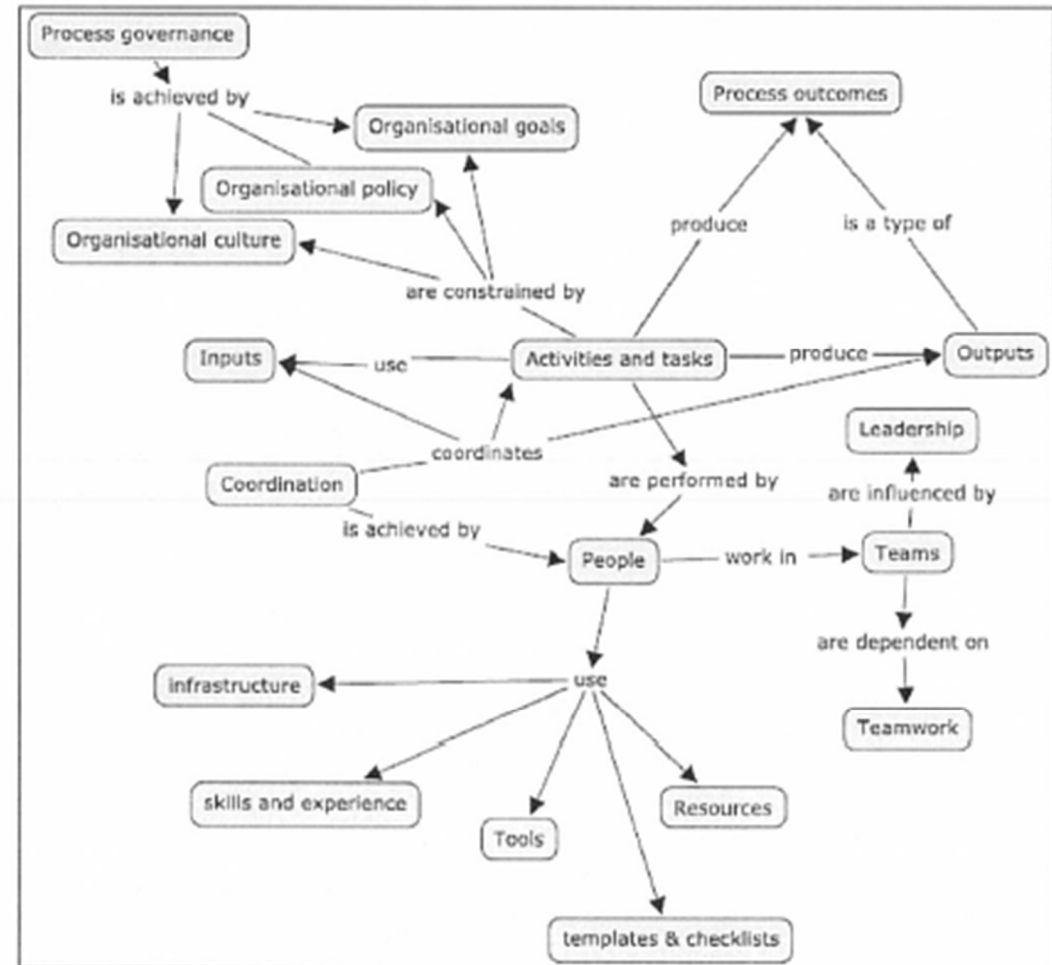 Process governance
is achieved by
Process outcomes
Organisational goals
Organisational policy
produce
is a type of
Organisational culture
are constrained by
Inputs
use
Activities and tasks
produce
Outputs
Leadership
coordinates
Coordination
are performed by
are influenced by
is achieved by
People
work in
Teams
are dependent on
infrastructure
use
Teamwork
skills and experience
Resources
Tools
templates & checklists